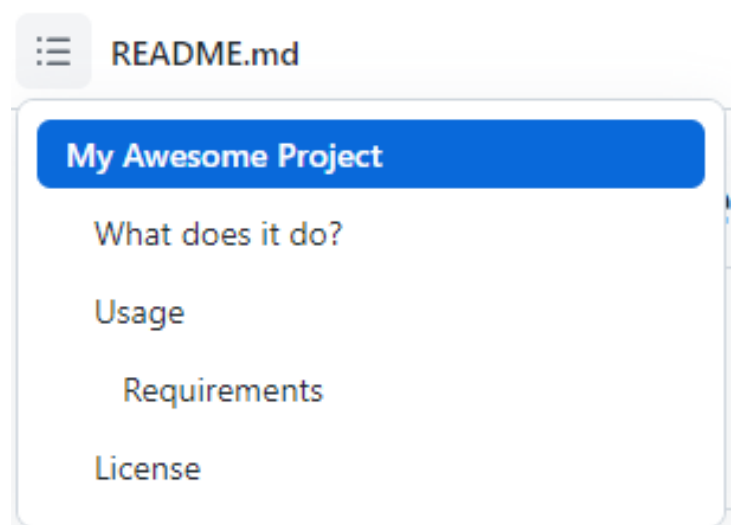 README.md
My Awesome Project
What does it do?
Usage
Requirements
License